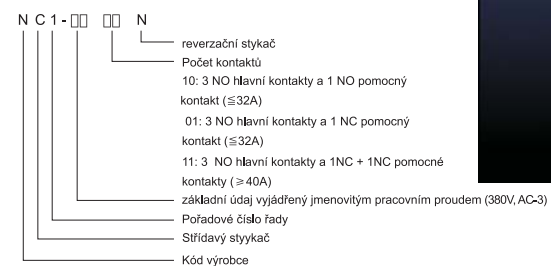 N C 1 - □□ □□ N
reverzační stykač
Počet kontaktů
10: 3 NO hlavní kontakty a 1 NO pomocný
kontakt (≦32A)
01: 3 NO hlavní kontakty a 1 NC pomocný
kontakt (≦32A)
11: 3 NO hlavní kontakty a 1NC + 1NC pomocné
kontakty (≥40A)
základní údaj vyjádřený jmenovitým pracovním proudem (380V, AC-3)
Pořadové číslo řady
Střídavý styykač
Kód výrobce